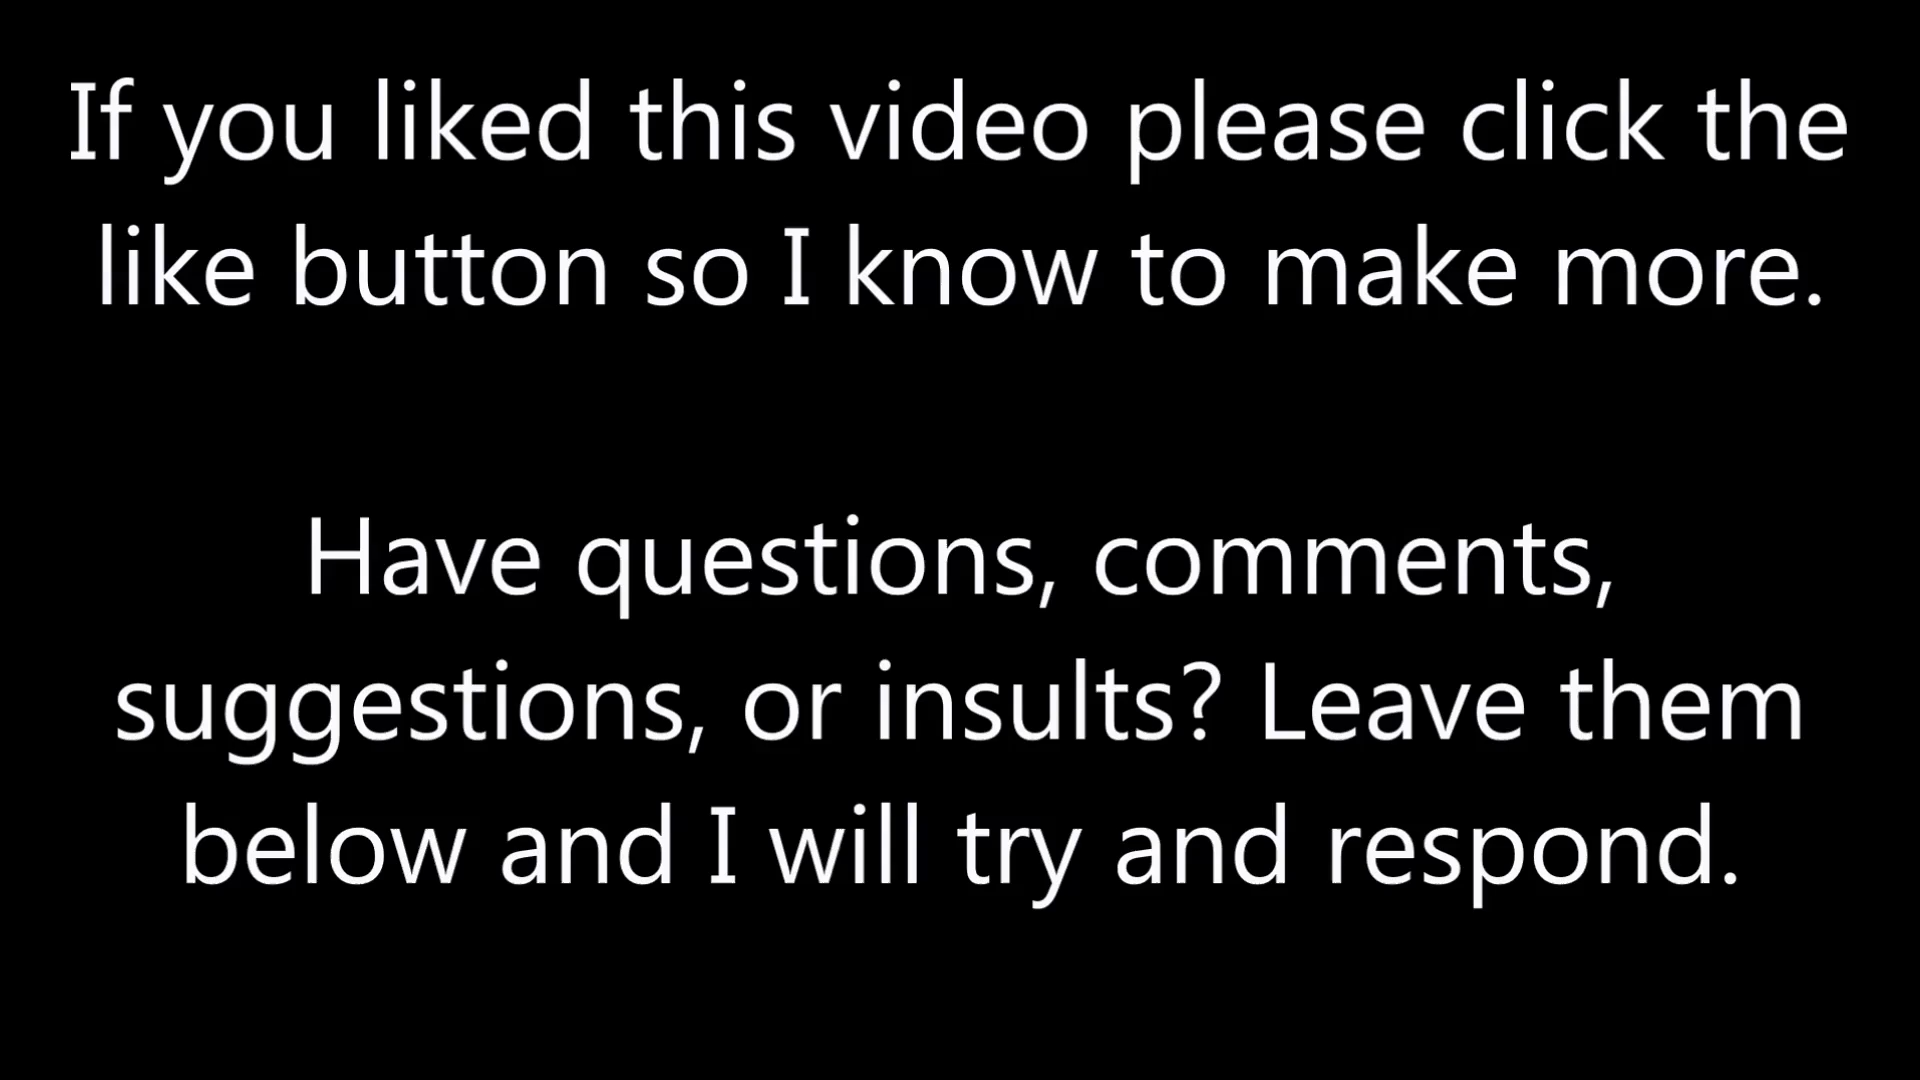 If you liked this video please click the
like button so I know to make more.
Have questions, comments,
suggestions, or insults? Leave them
below and I will try and respond.